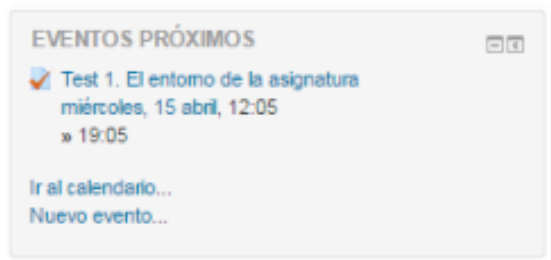 EVENTOS PRÓXIMOS
Test 1. El entorno de la asignatura
miércoles, 15 abril, 12:05
» 19:05
Ir al calendario...
Nuevo evento...